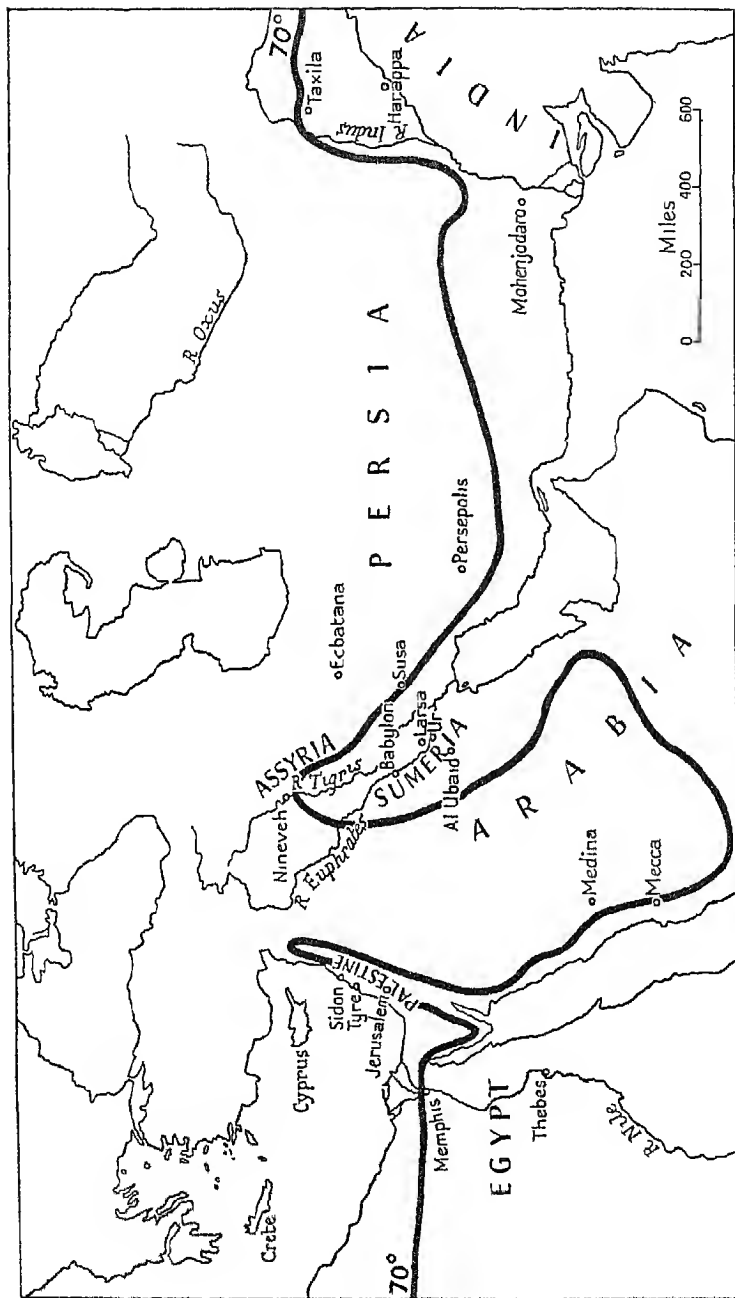 70°
Taxila
Harappa
R Indus
INDIA
Mohenjadaro
Miles
0 200 400 600
R Oxus
PERSIA
Persepolis
Ecbatana
Susa
Babylon
Larsa
Ur
ASSYRIA
R Tigris
SUMERIA
Al Ubaid
Nineveh
R Euphrates
ARABIA
Medina
Mecca
PALESTINE
Sidon
Tyre
Jerusalem
Cyprus
Crete
Memphis
EGYPT
Thebes
R Nile
70°